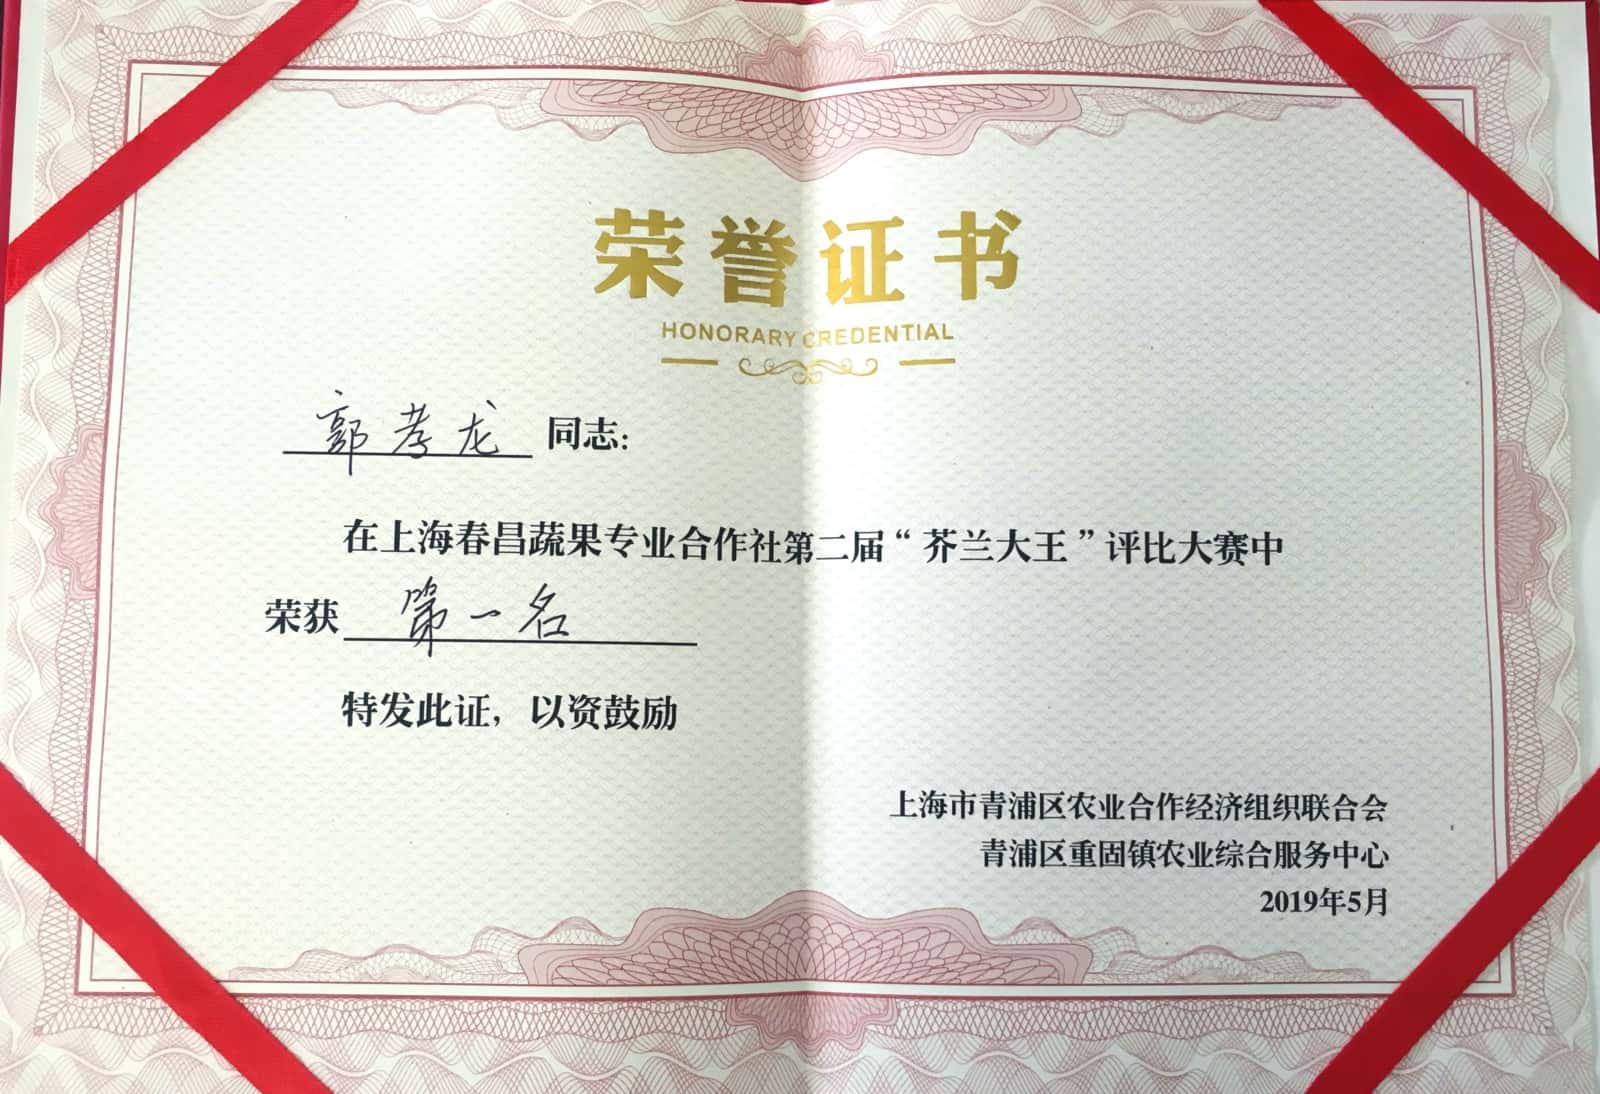 荣誉证书
HONORARY CREDENTIAL
郭孝龙 同志：
在上海春昌蔬果专业合作社第二届“芥兰大王”评比大赛中
荣获 第一名
特发此证，以资鼓励
上海市青浦区农业合作经济组织联合会
青浦区重固镇农业综合服务中心
2019年5月